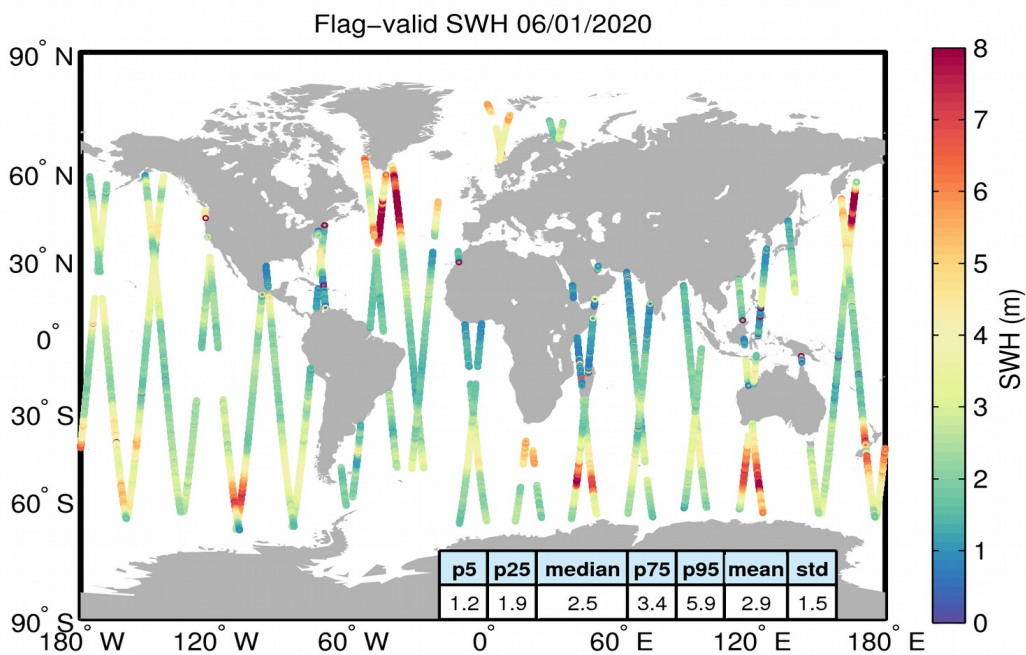 Flag−valid SWH 06/01/2020
90° N
60° N
30° N
0°
30° S
60° S
90° S
180° W
120° W
60° W
0°
60° E
120° E
180° E
p5 p25 median p75 p95 mean std
1.2 1.9 2.5 3.4 5.9 2.9 1.5
8
7
6
5
4
3
2
1
0
SWH (m)